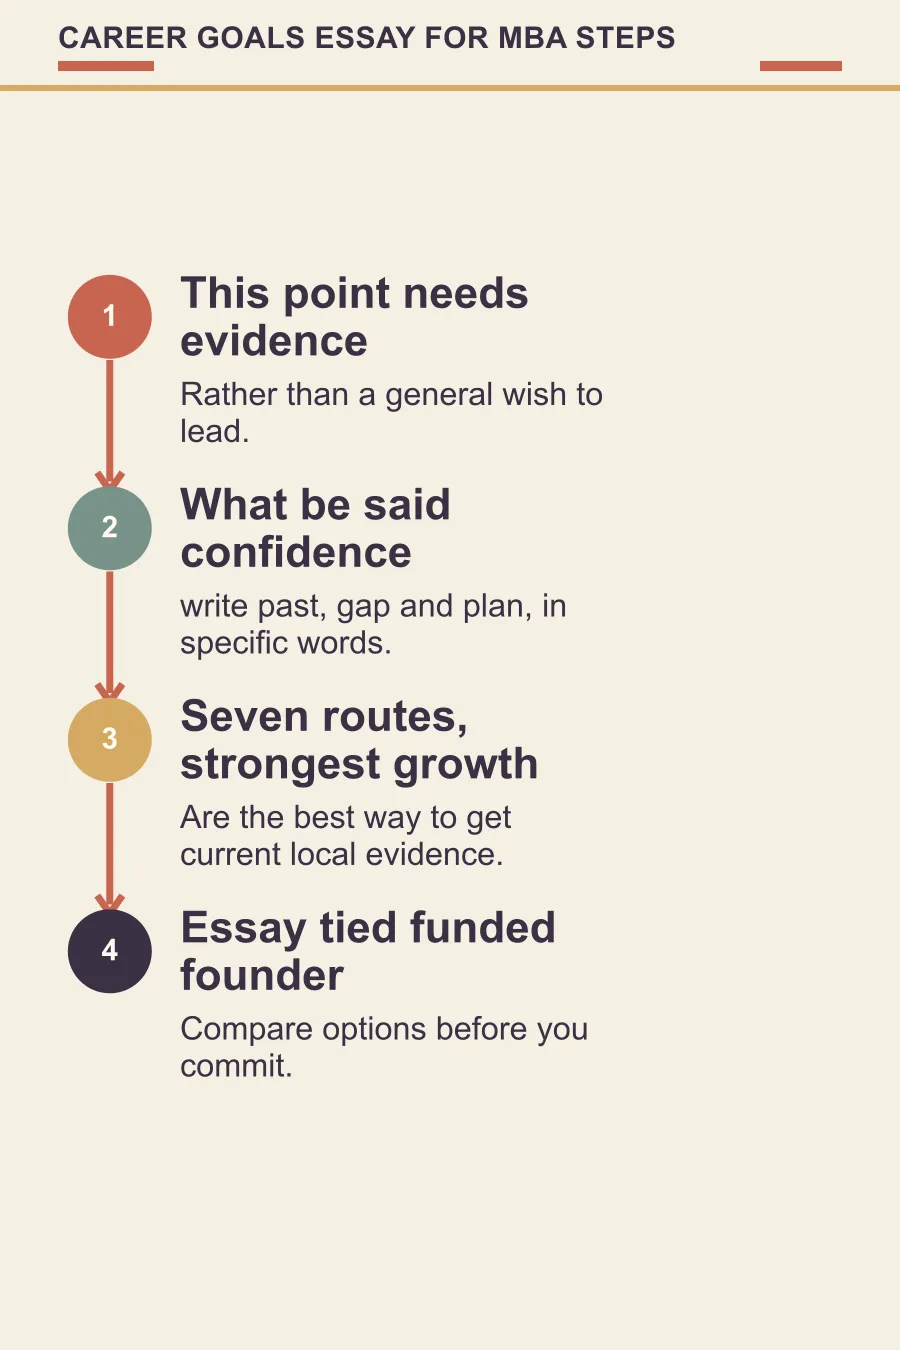 CAREER GOALS ESSAY FOR MBA STEPS
1
This point needs
evidence
Rather than a general wish to
lead.
2
What be said
confidence
write past, gap and plan, in
specific words.
3
Seven routes,
strongest growth
Are the best way to get
current local evidence.
4
Essay tied funded
founder
Compare options before you
commit.